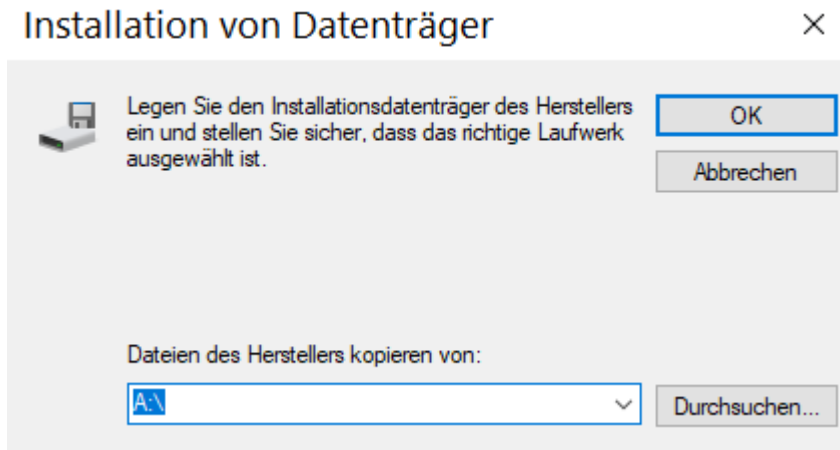 Installation von Datenträger
Legen Sie den Installationsdatenträger des Herstellers
ein und stellen Sie sicher, dass das richtige Laufwerk
ausgewählt ist.
OK
Abbrechen
Dateien des Herstellers kopieren von:
A:\
Durchsuchen...